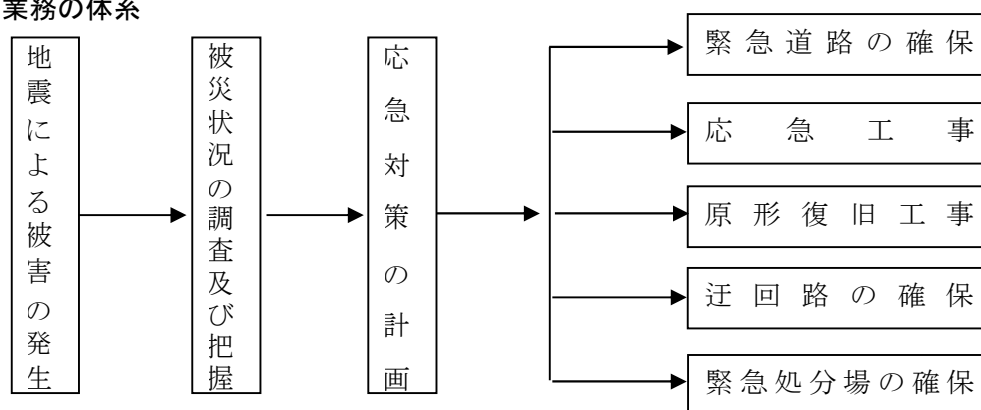 業務の体系
地震による被害の発生
被災状況の調査及び把握
応急対策の計画
緊急道路の確保
応急工事
原形復旧工事
迂回路の確保
緊急処分場の確保